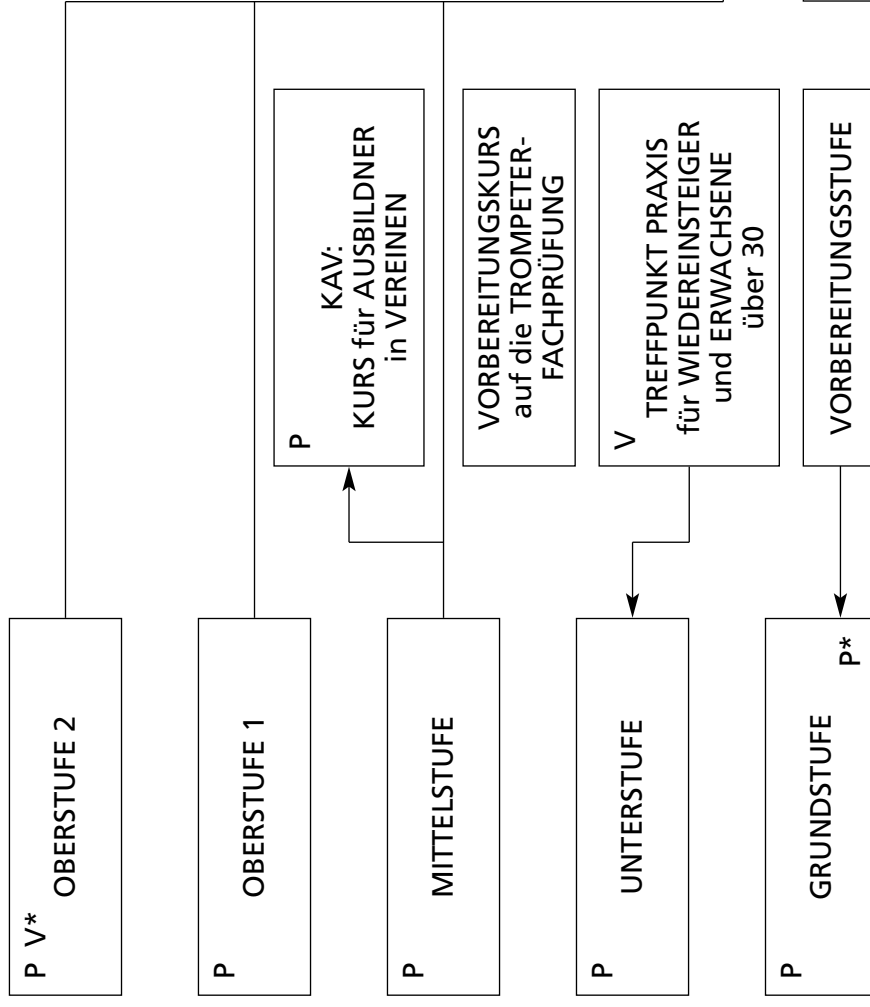 P V*
OBERSTUFE 2
P
OBERSTUFE 1
P
MITTELSTUFE
P
UNTERSTUFE
P
GRUNDSTUFE
P*
P
KAV:
KURS für AUSBILDNER
in VEREINEN
VORBEREITUNGSKURS
auf die TROMPETER-
FACHPRÜFUNG
V
TREFFPUNKT PRAXIS
für WIEDEREINSTEIGER
und ERWACHSENE
über 30
VORBEREITUNGSSTUFE